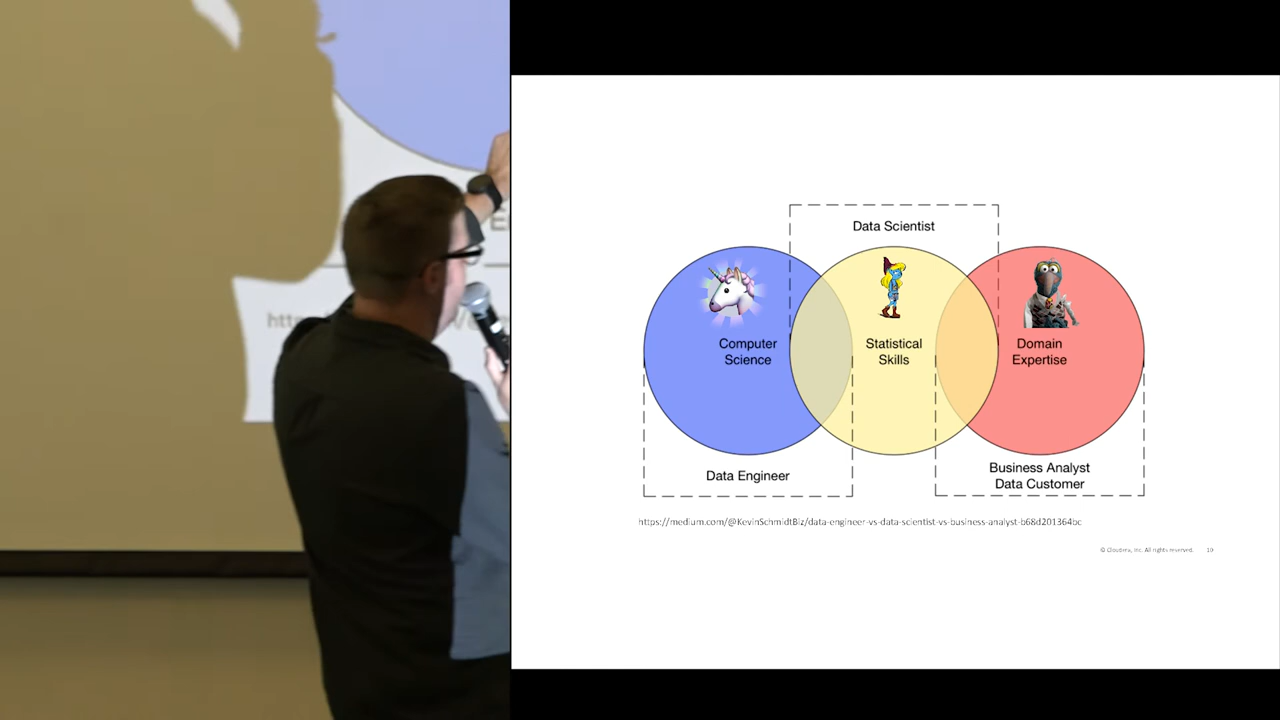 Data Scientist
Computer
Science
Statistical
Skills
Domain
Expertise
Data Engineer
Business Analyst
Data Customer
https://medium.com/@KevinSchmidtBiz/data-engineer-vs-data-scientist-vs-business-analyst-b68d201364bc
© Cloudera, Inc. All rights reserved. 10
http